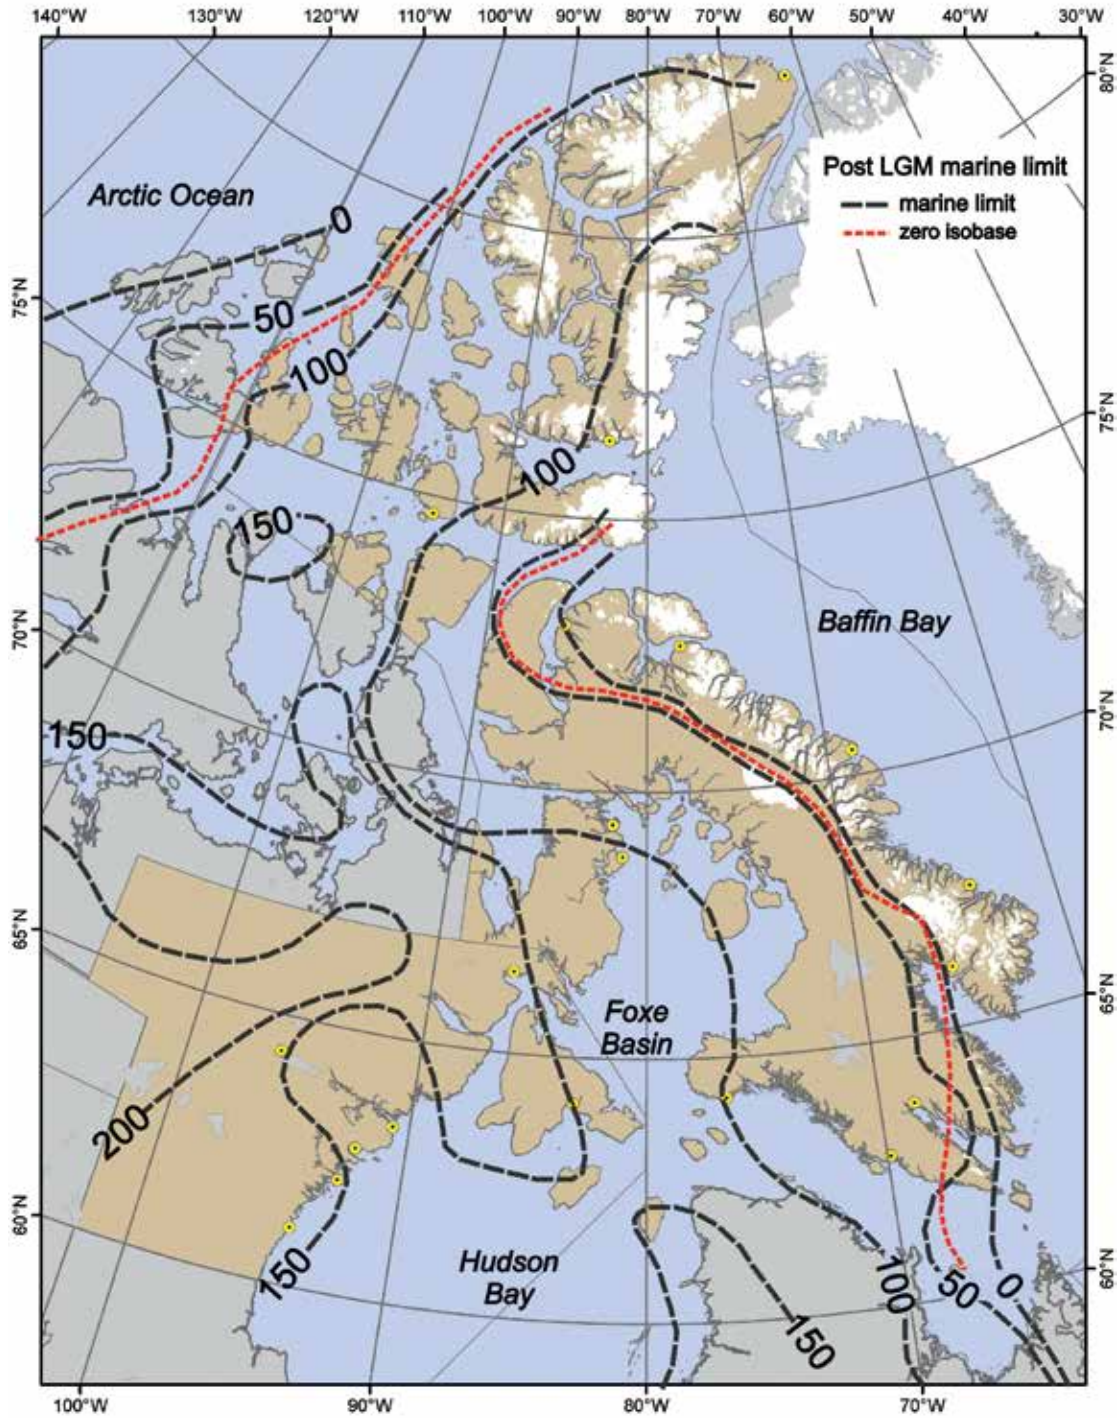 140°W 130°W 120°W 110°W 100°W 90°W 80°W 70°W 60°W 50°W 40°W 30°W
80°N
Post LGM marine limit
marine limit
zero isobase
Arctic Ocean
0
75°N
50
100
75°N
100
150
Baffin Bay
70°N
70°N
150
65°N
65°N
Foxe
Basin
200
60°N
Hudson
Bay
150
100
50
0
60°N
150
100°W 90°W 80°W 70°W